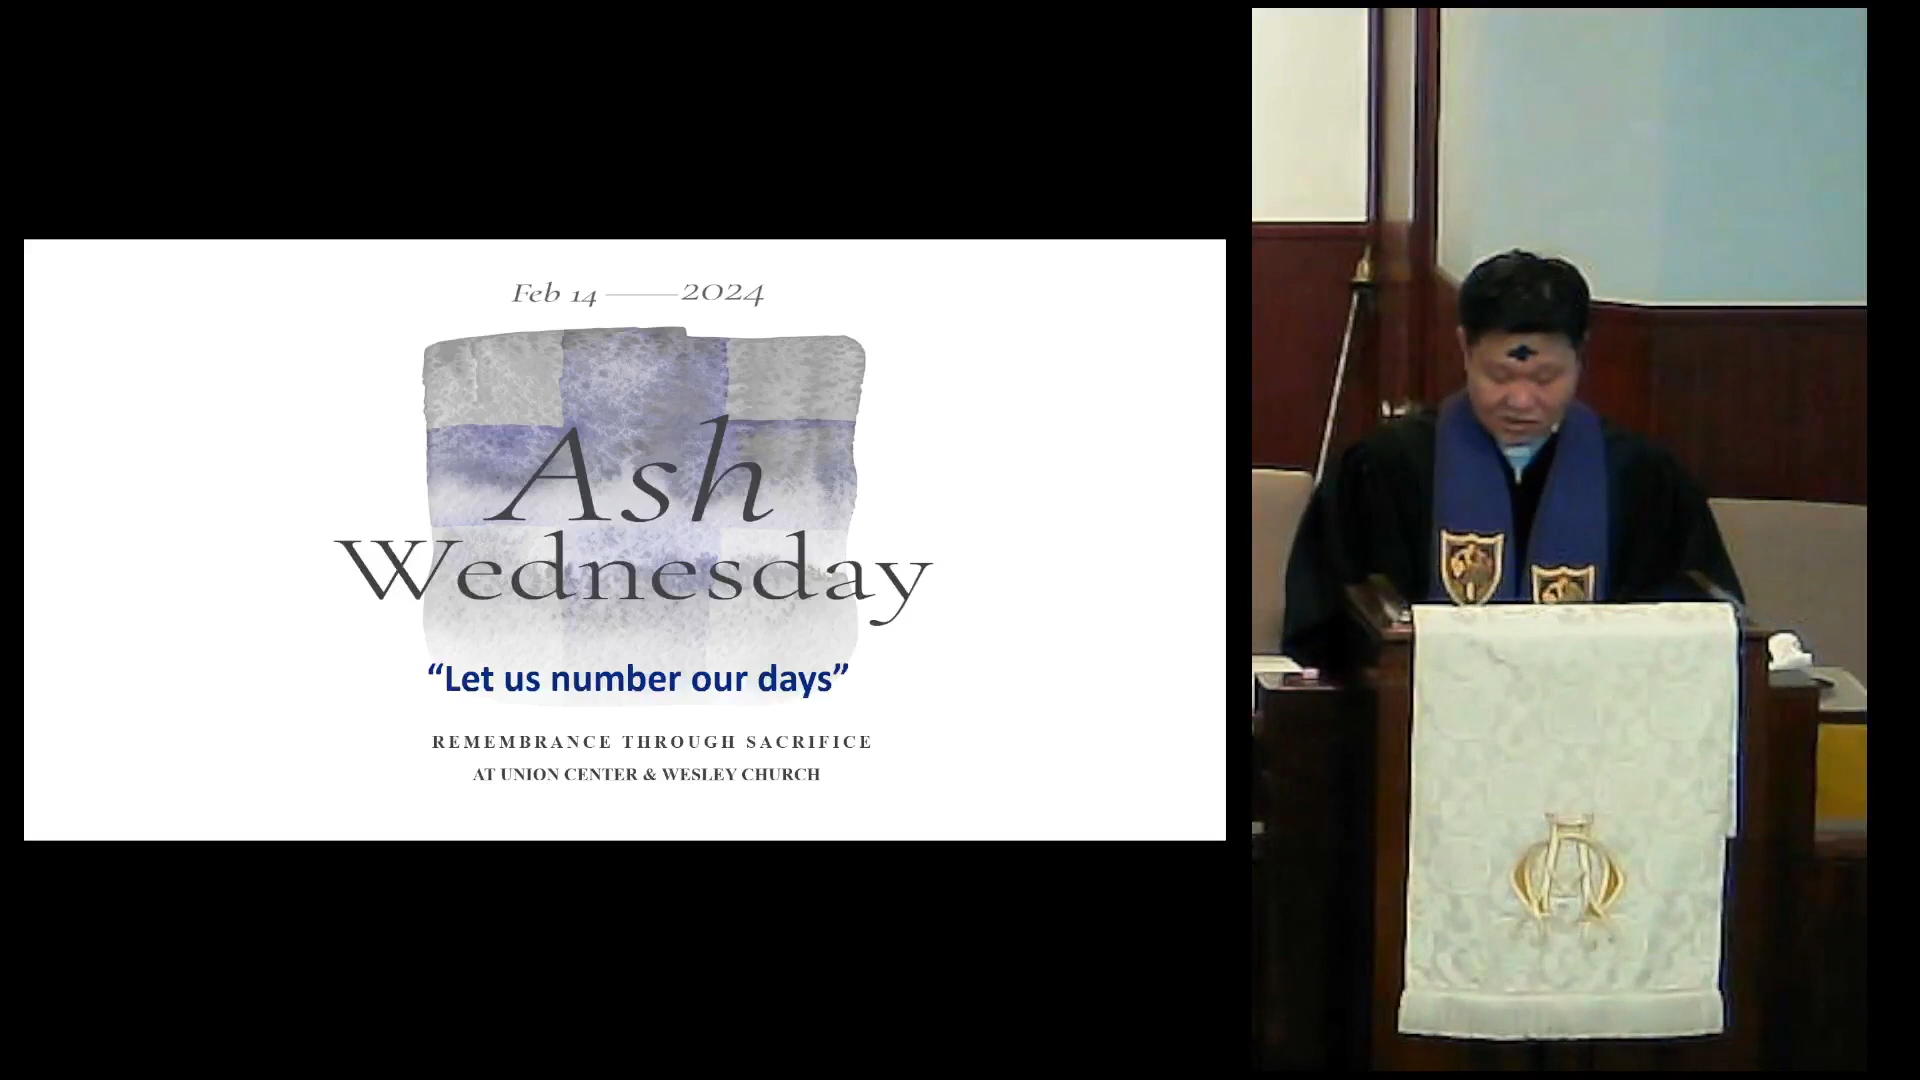 Feb 14 2024
Ash
Wednesday
“Let us number our days”
REMEMBRANCE THROUGH SACRIFICE
AT UNION CENTER & WESLEY CHURCH